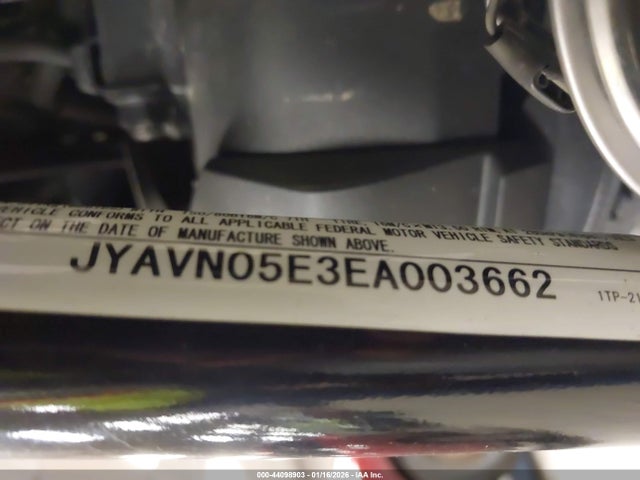 VEHICLE CONFORMS TO ALL APPLICABLE FEDERAL MOTOR VEHICLE SAFETY STANDARDS
ON THE DATE OF MANUFACTURE SHOWN ABOVE.
JYAVN05E3EA003662
1TP-21
000-44098903 | 01/16/2026 - IAA Inc.